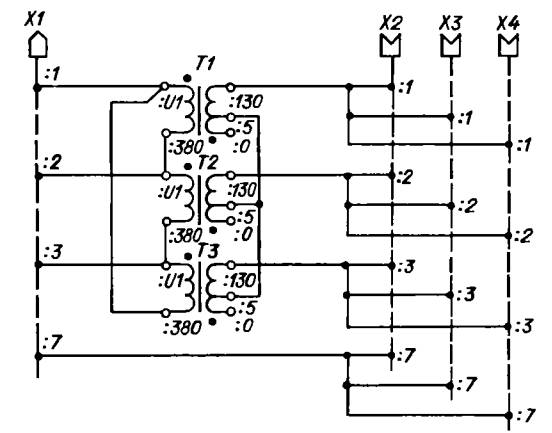 X1 X2 X3 X4
T1
:1 :U1 :130 :1
:5 :1
:380 :0 :1
T2
:2 :U1 :130 :2
:5 :2
:380 :0 :2
T3
:3 :U1 :130 :3
:5 :3
:380 :0 :3
:7 :7
:7
:7